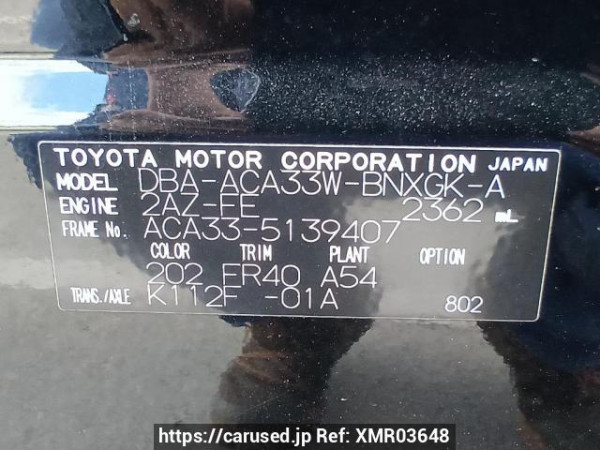 TOYOTA MOTOR CORPORATION JAPAN
MODEL DBA-ACA33W-BNXGK-A
ENGINE 2AZ-FE 2362 mL
FRAME No. ACA33-5139407
COLOR TRIM PLANT OPTION
202 FR40 A54
TRANS./AXLE K112F -01A 802
https://carused.jp Ref: XMR03648